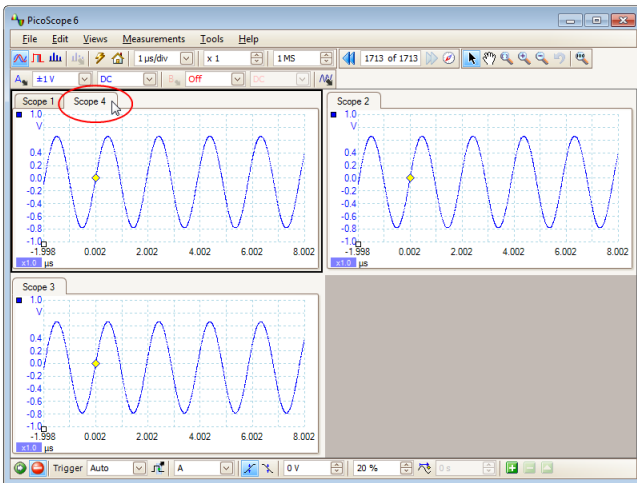 PicoScope 6
File Edit Views Measurements Tools Help
1 µs/div x 1 1 MS 1713 of 1713
A ±1 V DC B Off DC
Scope 1 Scope 4
1.0
V
0.4
0.2
0.0
-0.2
-0.4
-0.6
-0.8
-1.0
-1.998 0.002 2.002 4.002 6.002 8.002
x1.0 µs
Scope 2
1.0
V
0.4
0.2
0.0
-0.2
-0.4
-0.6
-0.8
-1.0
-1.998 0.002 2.002 4.002 6.002 8.002
x1.0 µs
Scope 3
1.0
V
0.4
0.2
0.0
-0.2
-0.4
-0.6
-0.8
-1.0
-1.998 0.002 2.002 4.002 6.002 8.002
x1.0 µs
Trigger Auto A 0 V 20 % 0 s